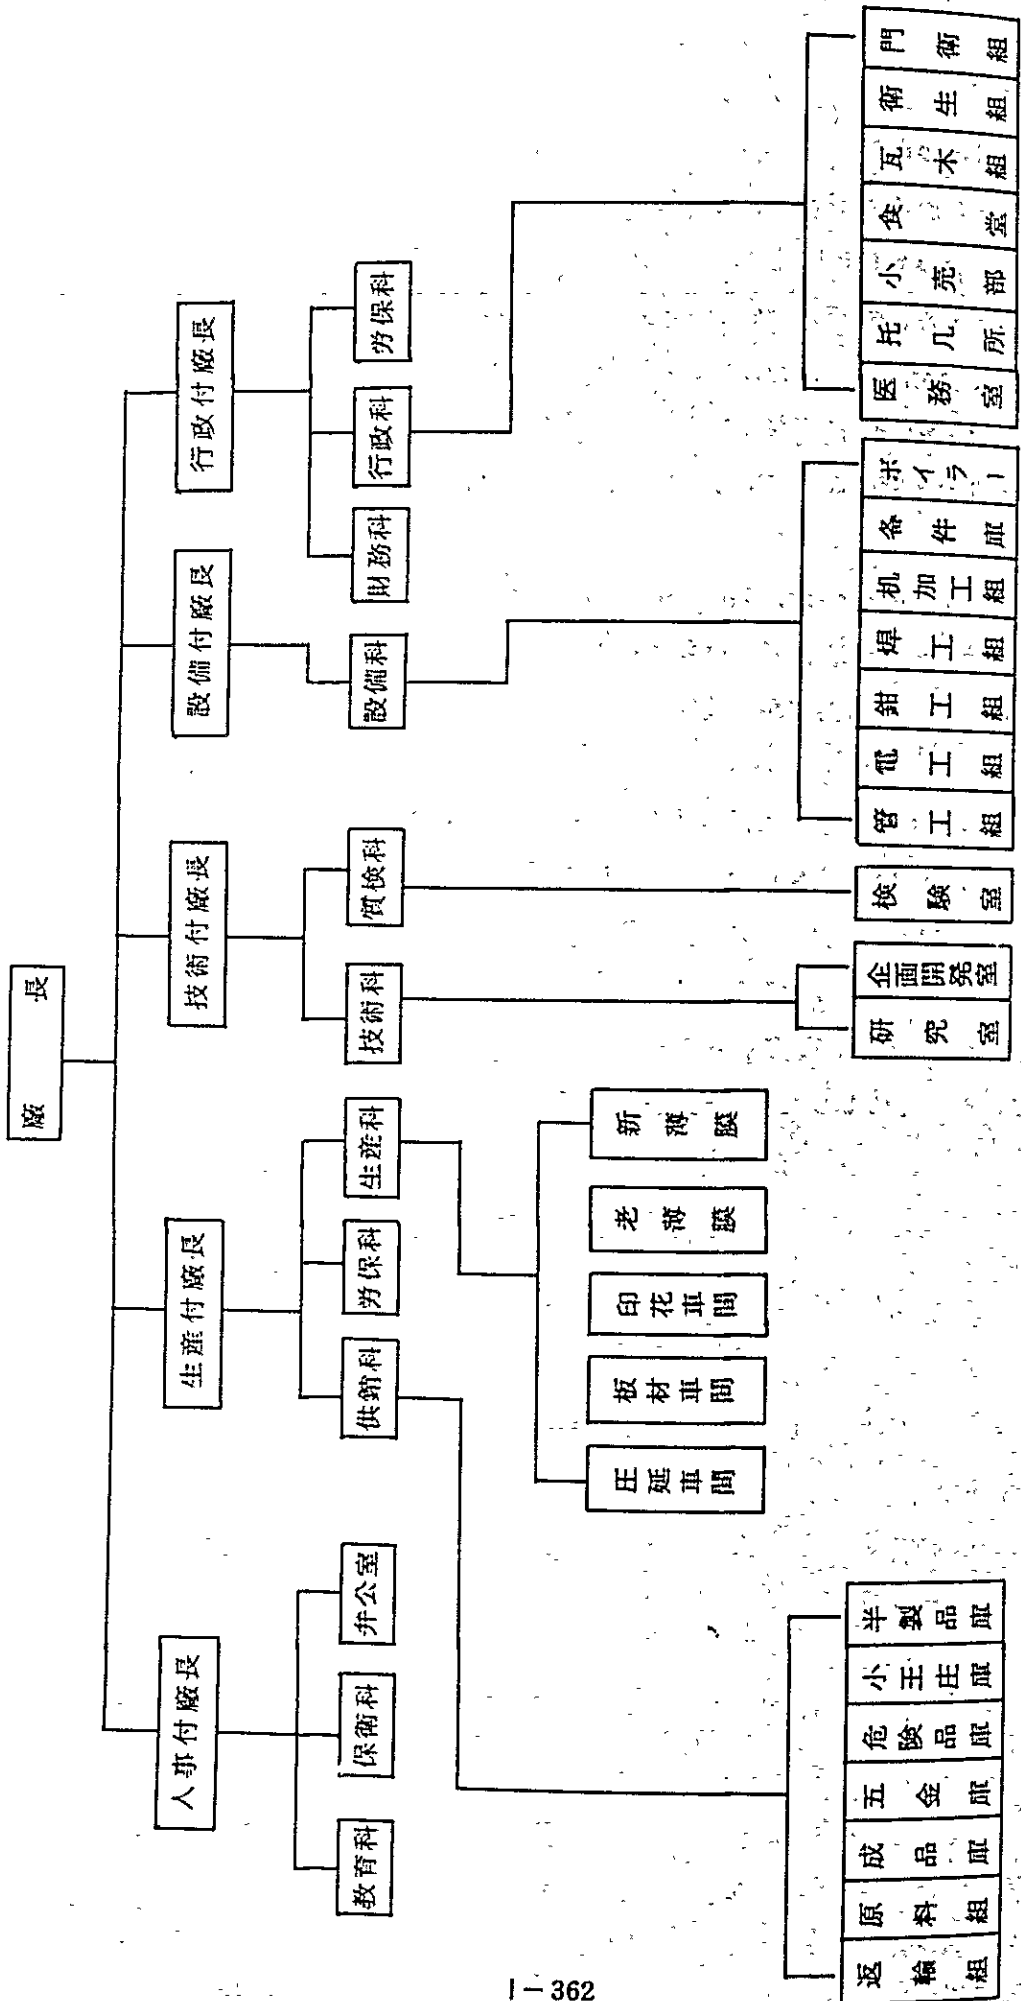 廠長
人事付廠長
生産付廠長
技術付廠長
設備付廠長
行政付廠長
教育科
保衛科
弁公室
供銷科
労保科
生産科
技術科
質検科
設備科
財務科
行政科
労保科
圧延車間
板材車間
印花車間
老薄膜
新薄膜
返輸組
原料組
成品庫
五金庫
危険品庫
小王庄庫
半製品庫
研究室
企画開発室
検験室
管工組
電工組
鉗工組
焊工組
机加工組
备件庫
ボイラー
医務室
托儿所
小売部
食堂
瓦木組
衛生組
門衛組
I-362